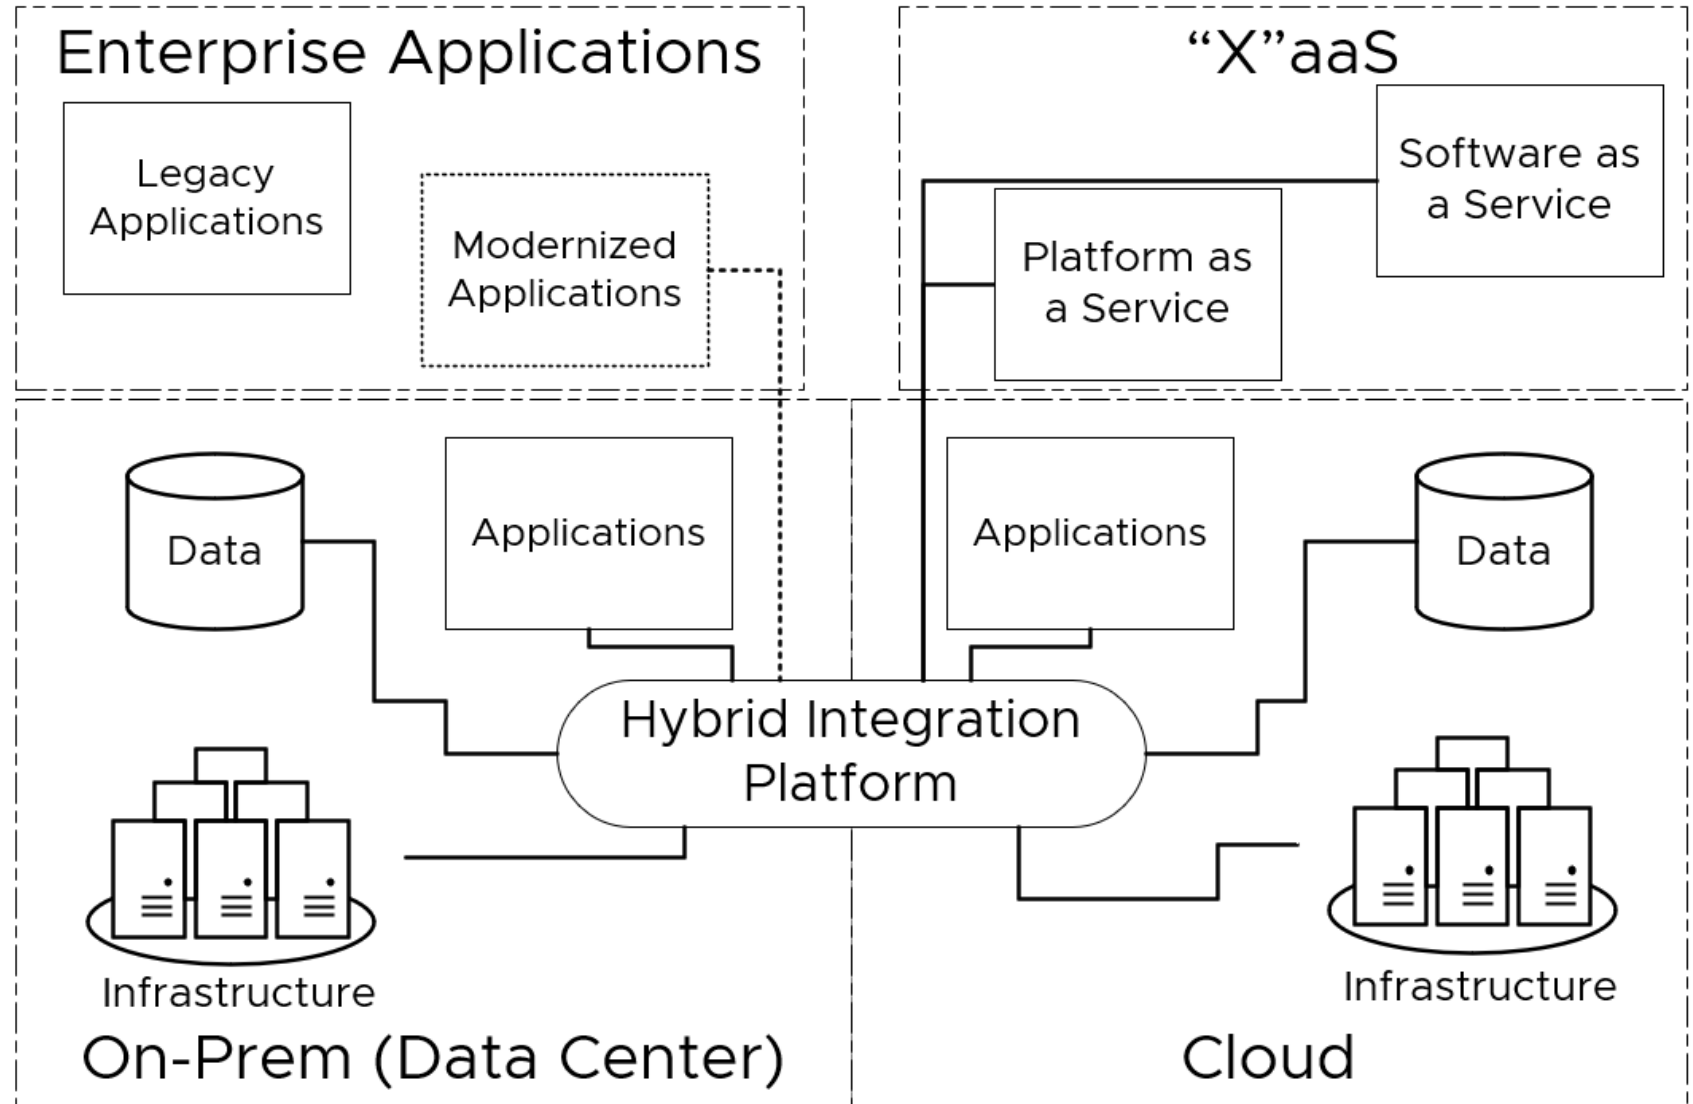 Enterprise Applications
Legacy
Applications
Modernized
Applications
“X”aaS
Software as
a Service
Platform as
a Service
Data
Applications
Applications
Data
Hybrid Integration
Platform
Infrastructure
On-Prem (Data Center)
Infrastructure
Cloud